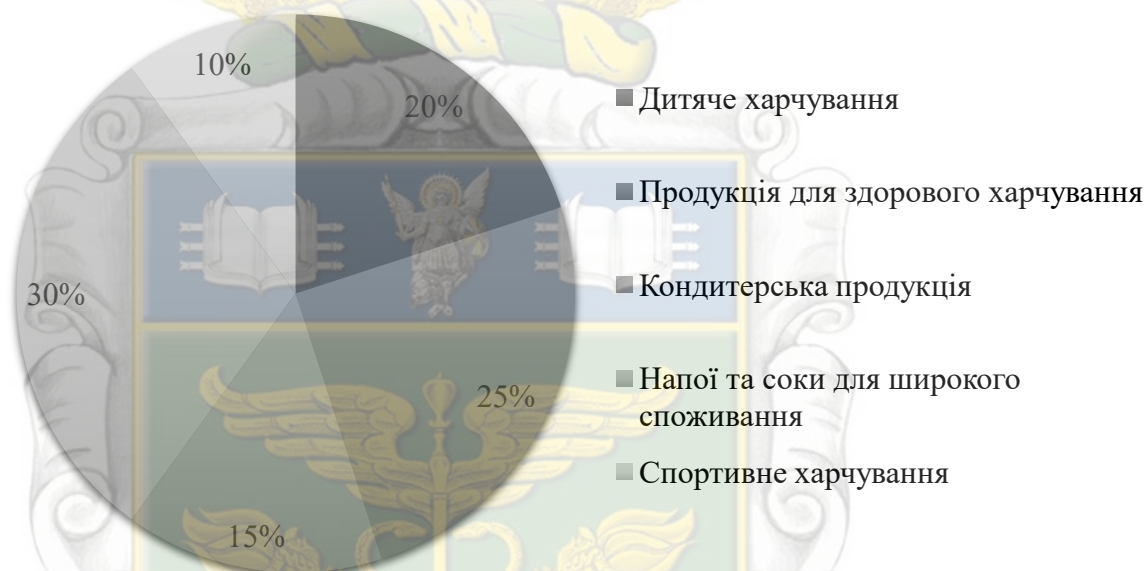 10%
20%
30%
25%
15%
Дитяче харчування
Продукція для здорового харчування
Кондитерська продукція
Напої та соки для широкого
споживання
Спортивне харчування